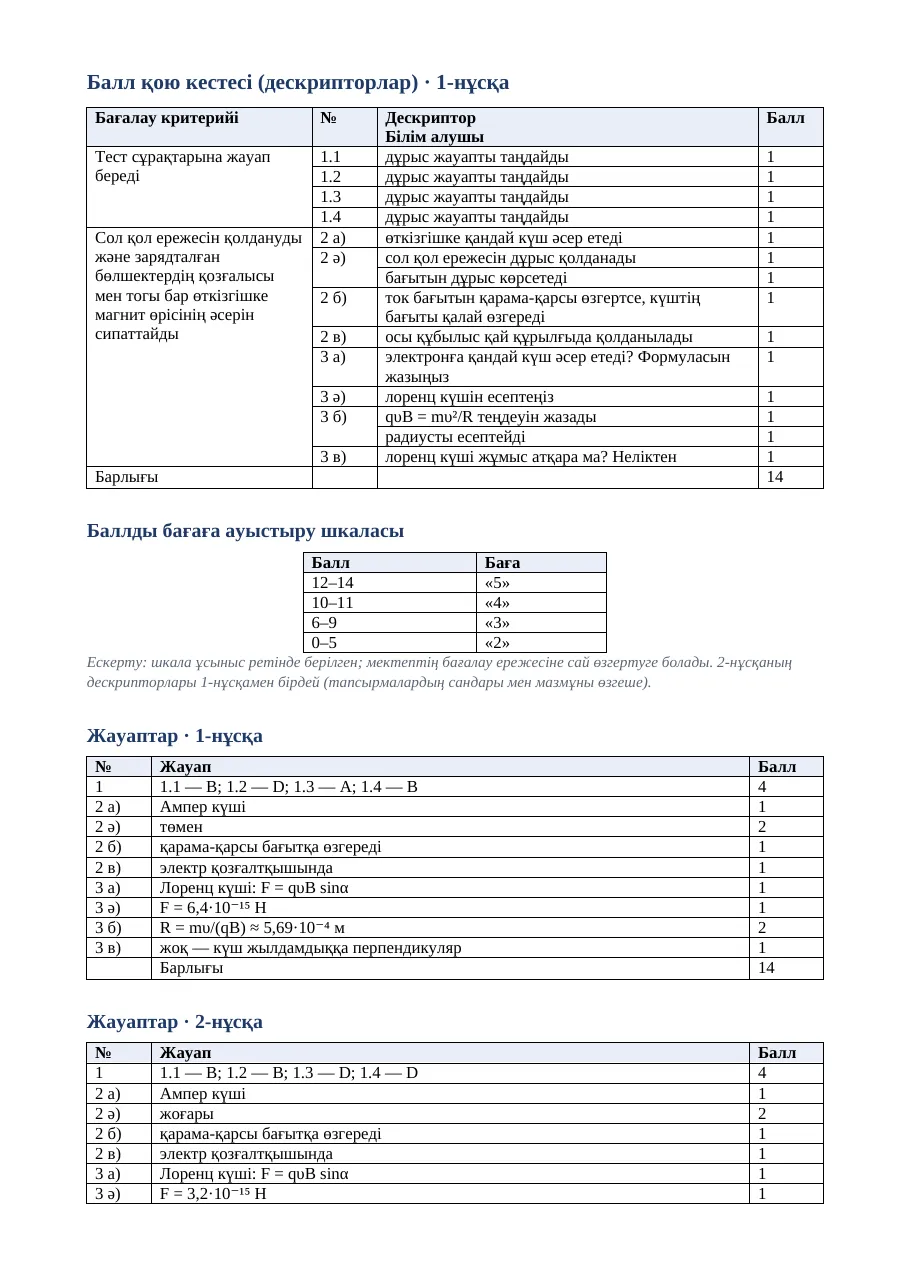 Балл қою кестесі (дескрипторлар) · 1-нұсқа
Бағалау критерийі № Дескриптор Балл
Білім алушы
Тест сұрақтарына жауап 1.1 дұрыс жауапты таңдайды 1
береді 1.2 дұрыс жауапты таңдайды 1
1.3 дұрыс жауапты таңдайды 1
1.4 дұрыс жауапты таңдайды 1
Сол қол ережесін қолдануды 2 а) өткізгішке қандай күш әсер етеді 1
және зарядталған 2 ә) сол қол ережесін дұрыс қолданады 1
бөлшектердің қозғалысы бағытын дұрыс көрсетеді 1
мен тогы бар өткізгішке 2 б) ток бағытын қарама-қарсы өзгертсе, күштің 1
магнит өрісінің әсерін бағыты қалай өзгереді
сипаттайды 2 в) осы құбылыс қай құрылғыда қолданылады 1
3 а) электронға қандай күш әсер етеді? Формуласын 1
жазыңыз
3 ә) лоренц күшін есептеңіз 1
3 б) qυB = mυ²/R теңдеуін жазады 1
радиусты есептейді 1
3 в) лоренц күші жұмыс атқара ма? Неліктен 1
Барлығы 14
Баллды бағаға ауыстыру шкаласы
Балл Баға
12–14 «5»
10–11 «4»
6–9 «3»
0–5 «2»
Ескерту: шкала ұсыныс ретінде берілген; мектептің бағалау ережесіне сай өзгертуге болады. 2-нұсқаның
дескрипторлары 1-нұсқамен бірдей (тапсырмалардың сандары мен мазмұны өзгеше).
Жауаптар · 1-нұсқа
№ Жауап Балл
1 1.1 — B; 1.2 — D; 1.3 — A; 1.4 — B 4
2 а) Ампер күші 1
2 ә) төмен 2
2 б) қарама-қарсы бағытқа өзгереді 1
2 в) электр қозғалтқышында 1
3 а) Лоренц күші: F = qυB sinα 1
3 ә) F = 6,4·10⁻¹⁵ Н 1
3 б) R = mυ/(qB) ≈ 5,69·10⁻⁴ м 2
3 в) жоқ — күш жылдамдыққа перпендикуляр 1
Барлығы 14
Жауаптар · 2-нұсқа
№ Жауап Балл
1 1.1 — B; 1.2 — B; 1.3 — D; 1.4 — D 4
2 а) Ампер күші 1
2 ә) жоғары 2
2 б) қарама-қарсы бағытқа өзгереді 1
2 в) электр қозғалтқышында 1
3 а) Лоренц күші: F = qυB sinα 1
3 ә) F = 3,2·10⁻¹⁵ Н 1